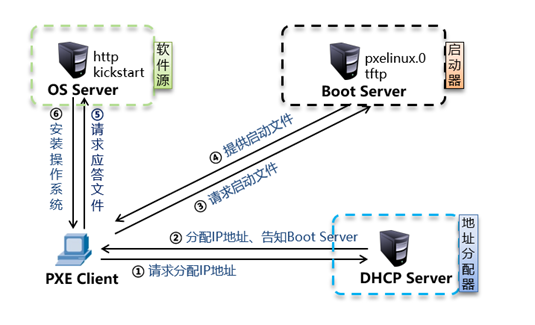 http
kickstart
OS Server
软件源
pxelinux.0
tftp
Boot Server
启动器
⑥ 安装操作系统
⑤ 请求应答文件
④ 提供启动文件
③ 请求启动文件
② 分配IP地址、告知Boot Server
① 请求分配IP地址
PXE Client
DHCP Server
地址分配器